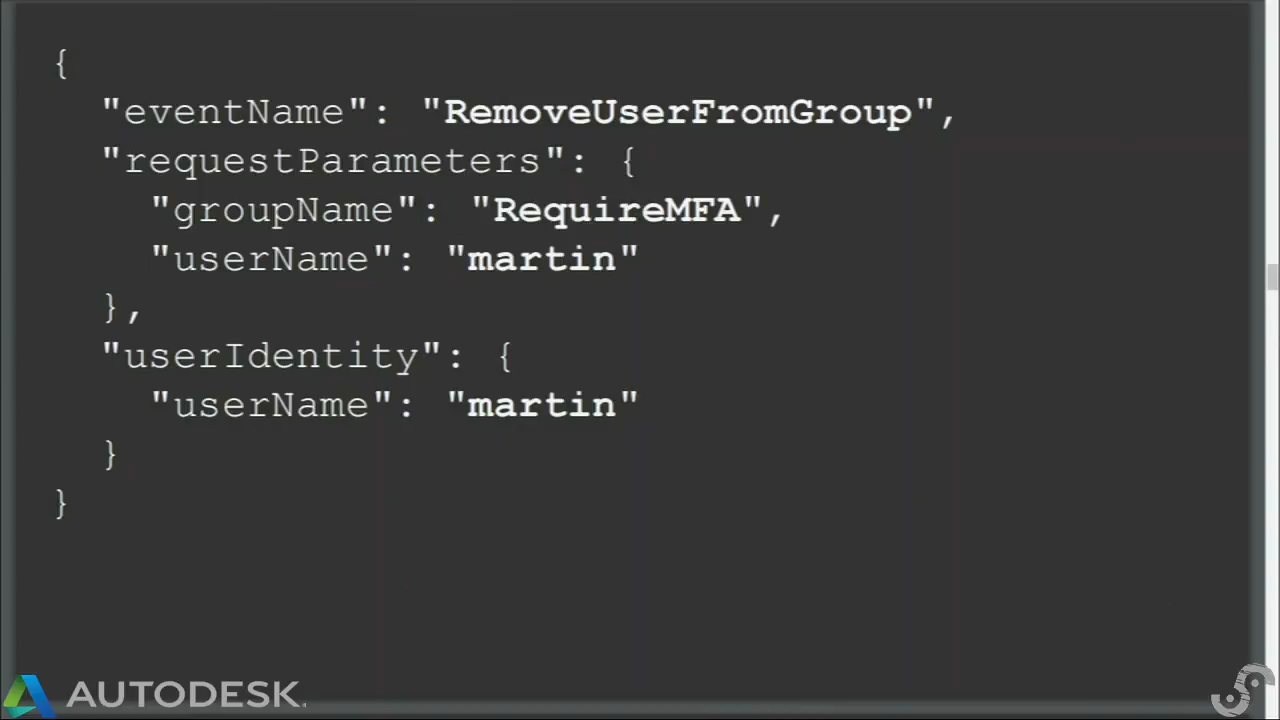 {
"eventName": "RemoveUserFromGroup",
"requestParameters": {
"groupName": "RequireMFA",
"userName": "martin"
},
"userIdentity": {
"userName": "martin"
}
}
AUTODESK.